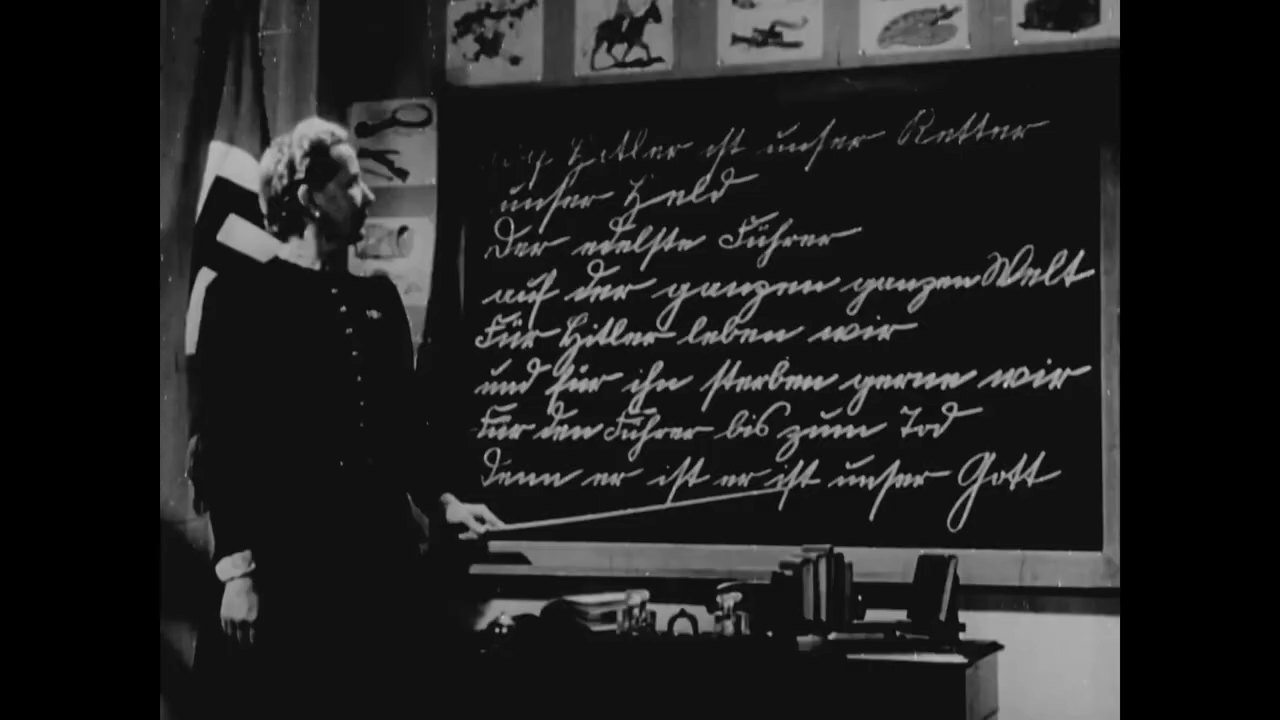 Hitler ist unser Retter
unser Held
Der edelste Führer
auf der ganzen ganzen Welt
Für Hitler leben wir
und für ihn sterben gerne wir
Für den Führer bis zum Tod
Denn er ist er ist unser Gott